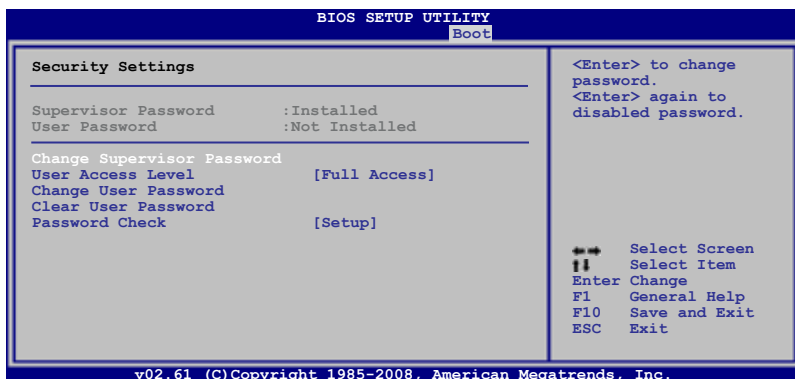 BIOS SETUP UTILITY
Boot
Security Settings
Supervisor Password :Installed
User Password :Not Installed
Change Supervisor Password
User Access Level [Full Access]
Change User Password
Clear User Password
Password Check [Setup]
<Enter> to change
password.
<Enter> again to
disabled password.
←→ Select Screen
↑↓ Select Item
Enter Change
F1 General Help
F10 Save and Exit
ESC Exit
v02.61 (C)Copyright 1985-2008, American Megatrends, Inc.